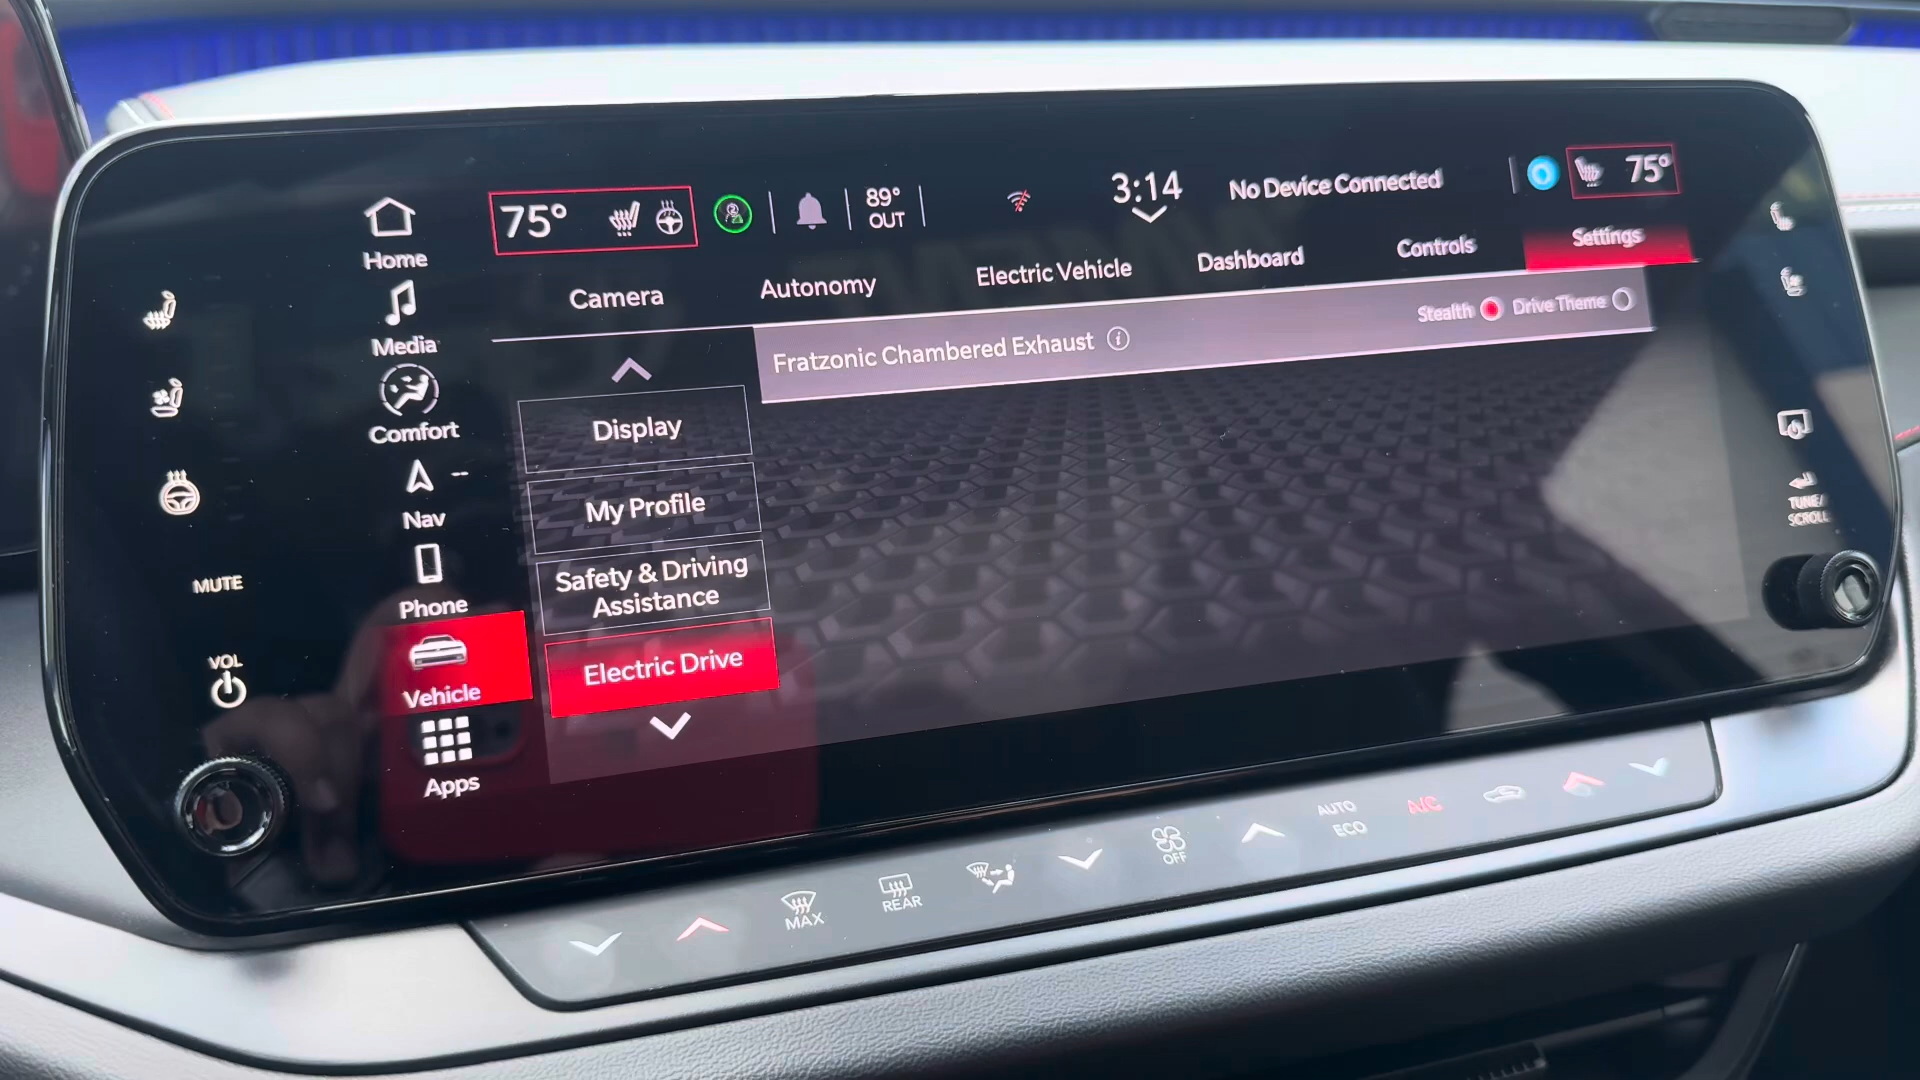 75°
89°
OUT
3:14
No Device Connected
75°
Home
Media
Comfort
Nav --
Phone
Vehicle
Apps
MUTE
VOL
Camera
Autonomy
Electric Vehicle
Dashboard
Controls
Settings
Fratzonic Chambered Exhaust i
Stealth
Drive Theme
Display
My Profile
Safety & Driving
Assistance
Electric Drive
TUNE/
SCROLL
MAX
REAR
OFF
AUTO
ECO
A/C